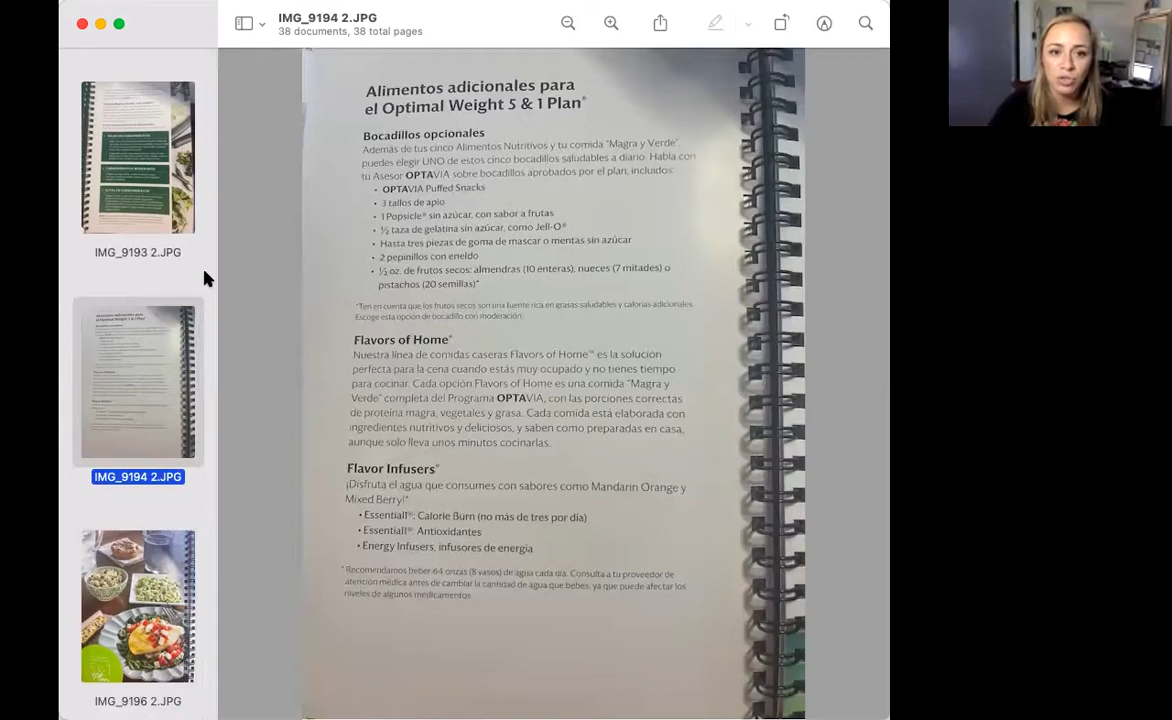 IMG_9194 2.JPG
38 documents, 38 total pages
IMG_9193 2.JPG
IMG_9194 2.JPG
IMG_9196 2.JPG
Alimentos adicionales para
el Optimal Weight 5 & 1 Plan®
Bocadillos opcionales
Además de tus cinco Alimentos Nutritivos y tu comida "Magra y Verde",
puedes elegir UNO de estos cinco bocadillos saludables a diario. Habla con
tu Asesor OPTAVIA sobre bocadillos aprobados por el plan, incluidos:
• OPTAVIA Puffed Snacks
• 3 tallos de apio
• 1 Popsicle® sin azúcar, con sabor a frutas
• ½ taza de gelatina sin azúcar, como Jell-O®
• Hasta tres piezas de goma de mascar o mentas sin azúcar
• 2 pepinillos con eneldo
• ½ oz. de frutos secos: almendras (10 enteras), nueces (7 mitades) o
pistachos (20 semillas)*
*Ten en cuenta que los frutos secos son una fuente rica en grasas saludables y calorías adicionales.
Escoge esta opción de bocadillo con moderación.
Flavors of Home®
Nuestra línea de comidas caseras Flavors of Home™ es la solución
perfecta para la cena cuando estás muy ocupado y no tienes tiempo
para cocinar. Cada opción Flavors of Home es una comida "Magra y
Verde" completa del Programa OPTAVIA, con las porciones correctas
de proteína magra, vegetales y grasa. Cada comida está elaborada con
ingredientes nutritivos y deliciosos, y saben como preparadas en casa,
aunque solo lleva unos minutos cocinarlas.
Flavor Infusers*
¡Disfruta el agua que consumes con sabores como Mandarin Orange y
Mixed Berry!*
• Essential1®: Calorie Burn (no más de tres por día)
• Essential1®: Antioxidantes
• Energy Infusers, infusores de energía
* Recomendamos beber 64 onzas (8 vasos) de agua cada día. Consulta a tu proveedor de
atención médica antes de cambiar la cantidad de agua que bebes, ya que puede afectar los
niveles de algunos medicamentos